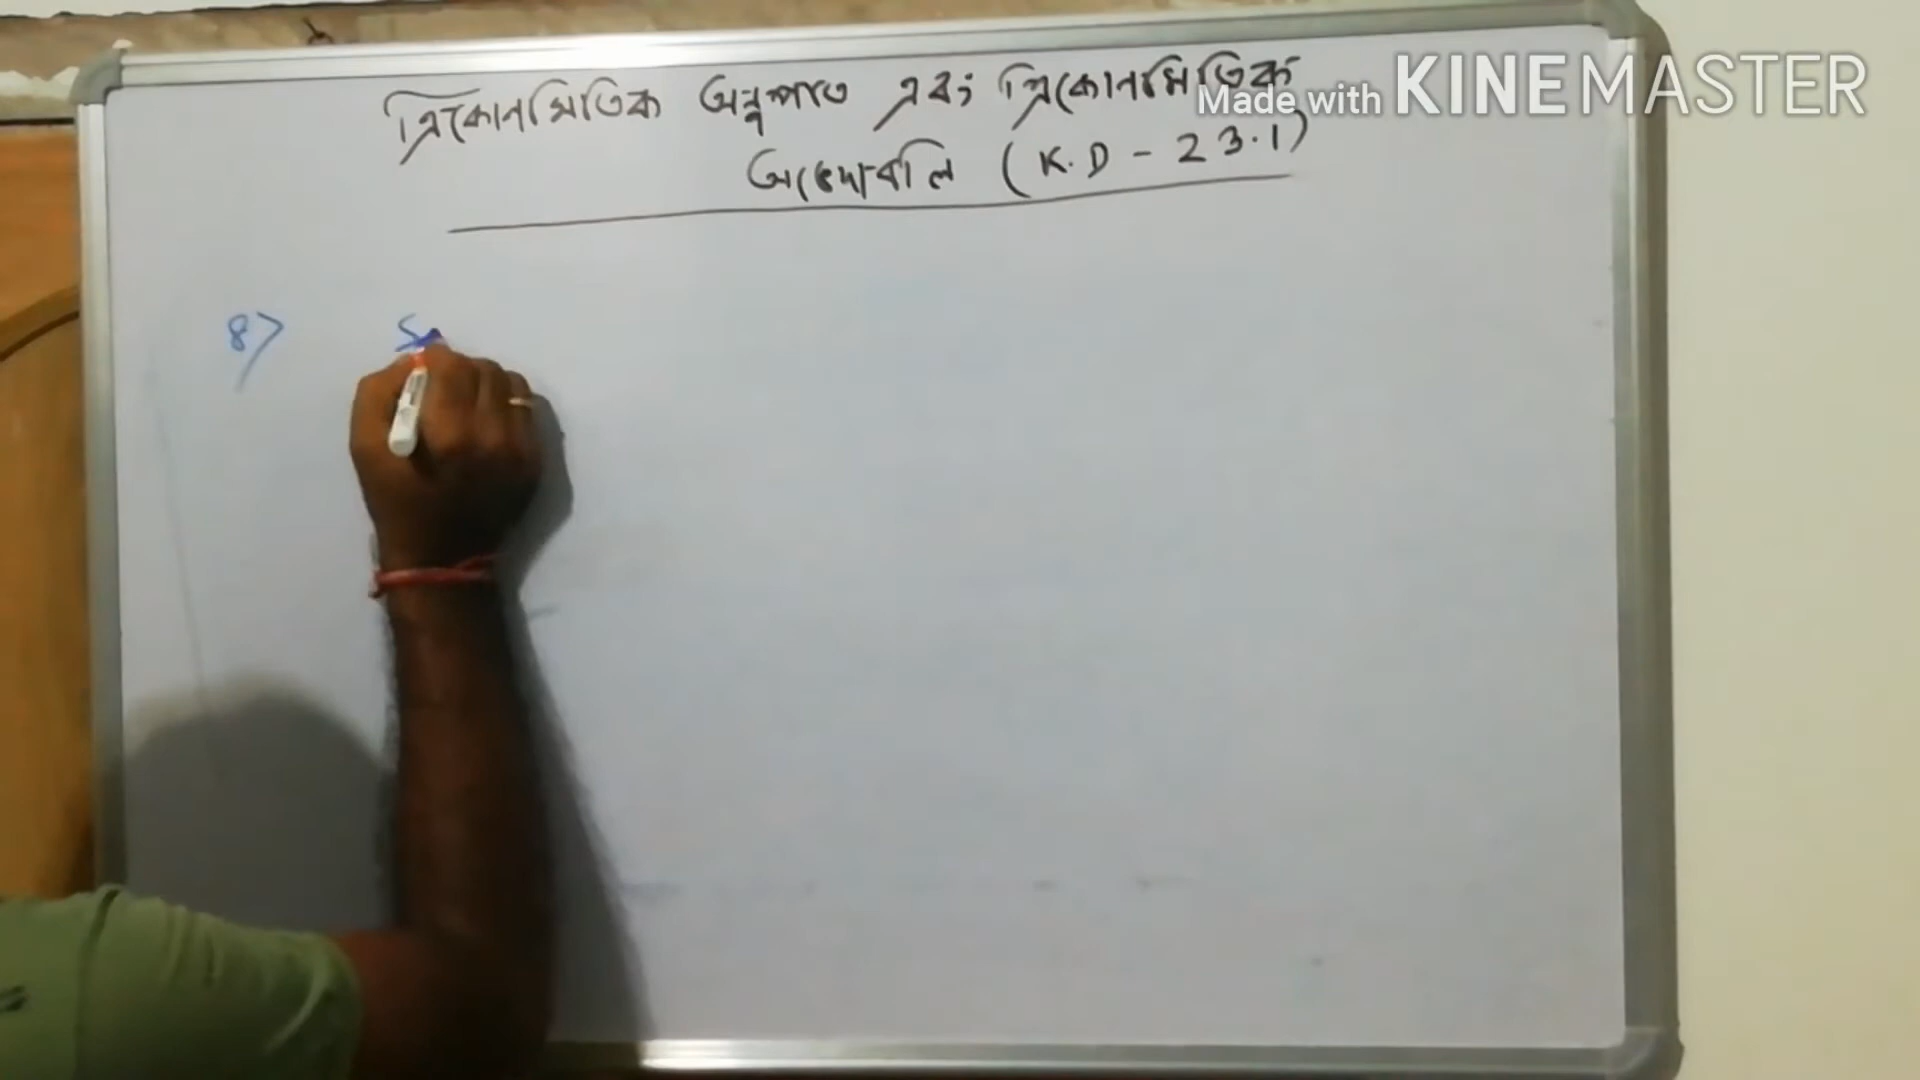 ত্রিকোনমিতিক অনুপাত এবং ত্রিকোনমিতিক
Made with KINEMASTER
অভেদাবলি (K.D - 23.1)
8) S